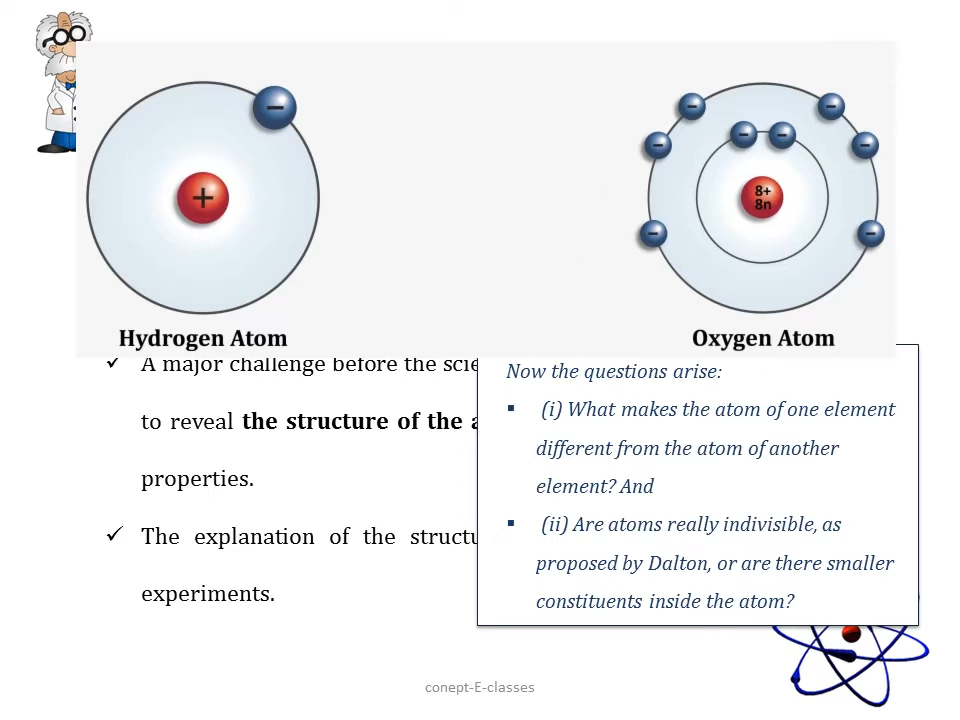 +
−
8+
8n
− − − − − − − −
Hydrogen Atom
Oxygen Atom
✓ A major challenge before the
to reveal the structure of the
properties.
✓ The explanation of the
experiments.
Now the questions arise:
▪ (i) What makes the atom of one element
different from the atom of another
element? And
▪ (ii) Are atoms really indivisible, as
proposed by Dalton, or are there smaller
constituents inside the atom?
conept-E-classes